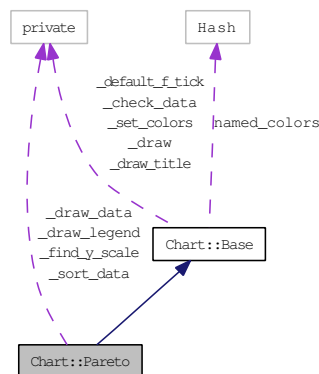 private
Hash
_default_f_tick
_check_data
_set_colors
_draw
_draw_title
named_colors
_draw_data
_draw_legend
_find_y_scale
_sort_data
Chart::Base
Chart::Pareto